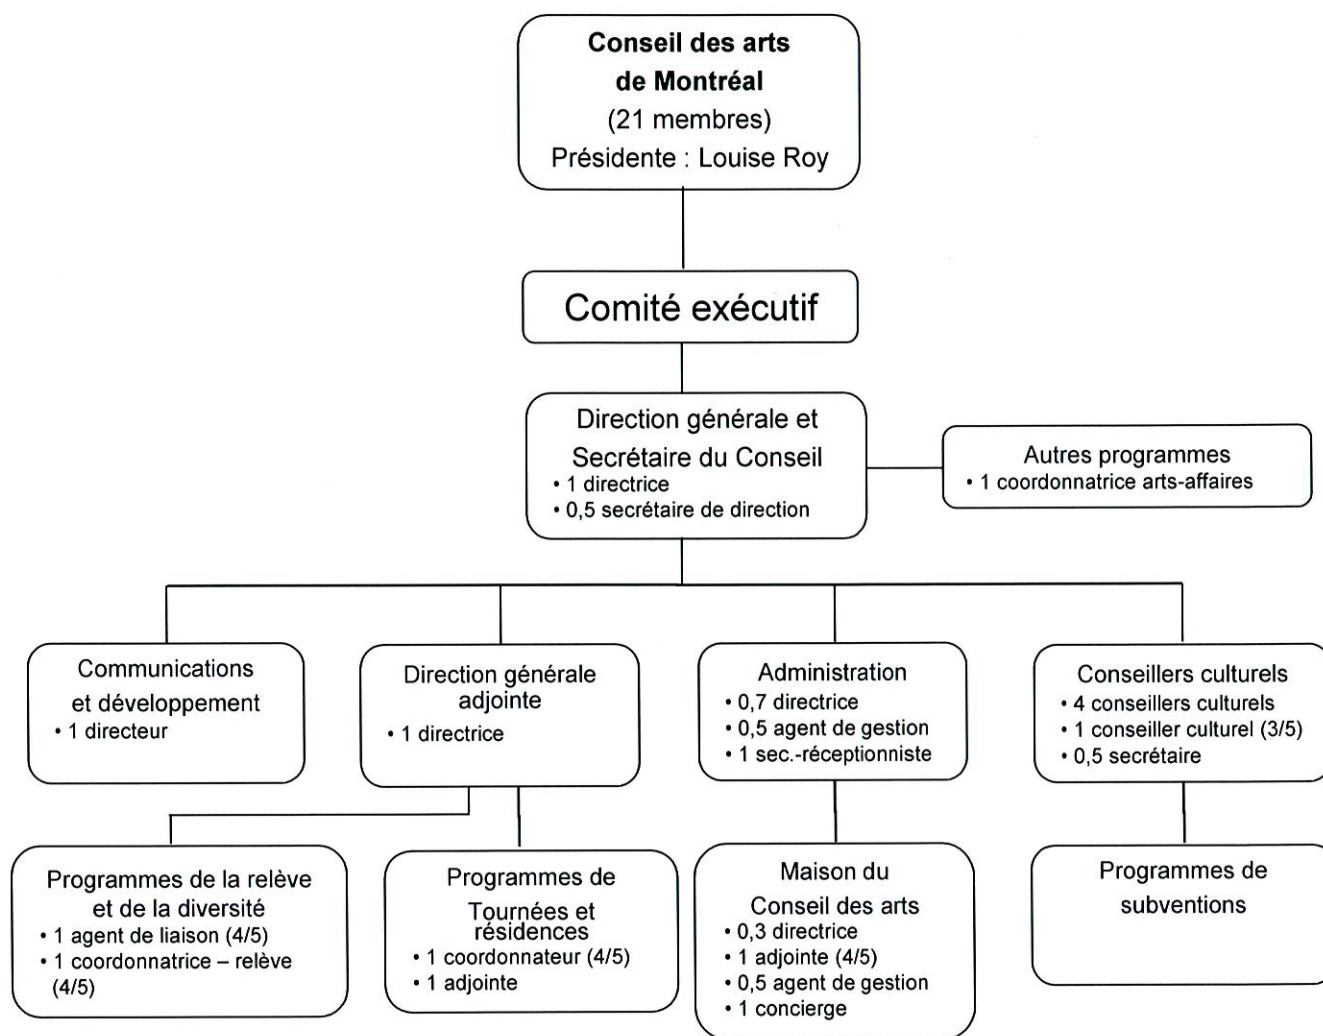 Conseil des arts
de Montréal
(21 membres)
Présidente : Louise Roy
Comité exécutif
Direction générale et
Secrétaire du Conseil
• 1 directrice
• 0,5 secrétaire de direction
Autres programmes
• 1 coordonnatrice arts-affaires
Communications
et développement
• 1 directeur
Direction générale
adjointe
• 1 directrice
Administration
• 0,7 directrice
• 0,5 agent de gestion
• 1 sec.-réceptionniste
Conseillers culturels
• 4 conseillers culturels
• 1 conseiller culturel (3/5)
• 0,5 secrétaire
Programmes de la relève
et de la diversité
• 1 agent de liaison (4/5)
• 1 coordonnatrice – relève
(4/5)
Programmes de
Tournées et
résidences
• 1 coordonnateur (4/5)
• 1 adjointe
Maison du
Conseil des arts
• 0,3 directrice
• 1 adjointe (4/5)
• 0,5 agent de gestion
• 1 concierge
Programmes de
subventions